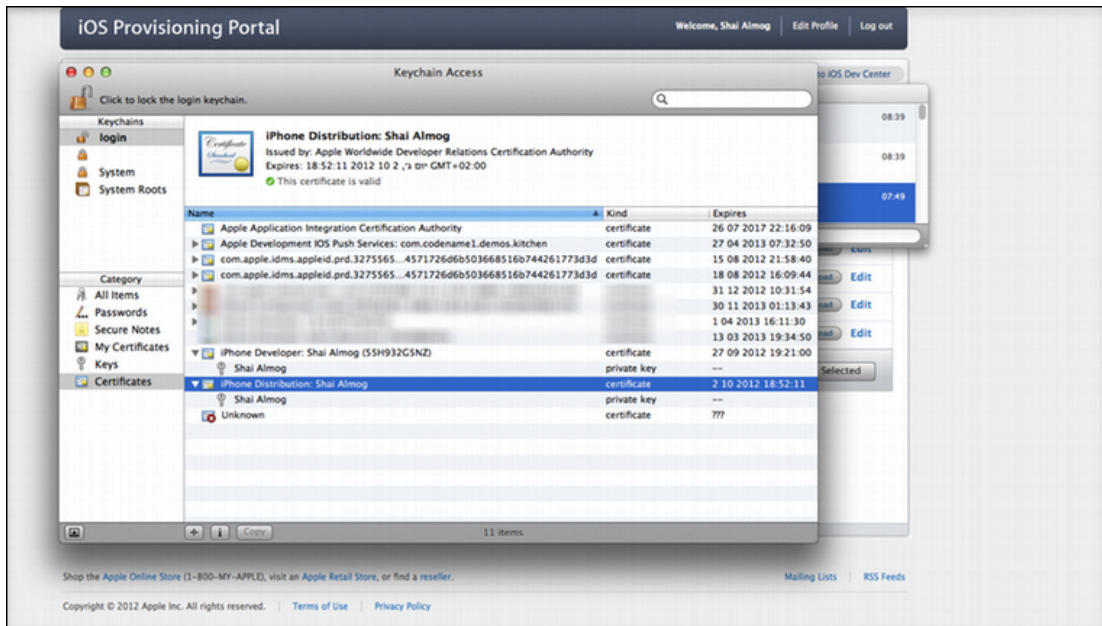 iOS Provisioning Portal
Welcome, Shai Almog | Edit Profile | Log out
Keychain Access
to iOS Dev Center
Click to lock the login keychain.
Keychains
login
System
System Roots
iPhone Distribution: Shai Almog
Issued by: Apple Worldwide Developer Relations Certification Authority
Expires: 18:52:11 2012 10 2 ,יום ג׳ GMT+02:00
This certificate is valid
08:39
08:39
07:49
Name Kind Expires
Apple Application Integration Certification Authority certificate 26 07 2017 22:16:09
Apple Development IOS Push Services: com.codename1.demos.kitchen certificate 27 04 2013 07:32:50
com.apple.idms.appleid.prd.3275565...4571726d6b503668516b744261773d3d certificate 15 08 2012 21:58:40
com.apple.idms.appleid.prd.3275565...4571726d6b503668516b744261773d3d certificate 18 08 2012 16:09:44
31 12 2012 10:31:54
30 11 2013 01:13:43
1 04 2013 16:11:30
13 03 2013 19:34:50
iPhone Developer: Shai Almog (55H932G5NZ) certificate 27 09 2012 19:21:00
Shai Almog private key --
iPhone Distribution: Shai Almog certificate 2 10 2012 18:52:11
Shai Almog private key --
Unknown certificate ???
Category
All Items
Passwords
Secure Notes
My Certificates
Keys
Certificates
Edit
Edit
Edit
Edit
Selected
Copy
11 items
Shop the Apple Online Store (1-800-MY-APPLE), visit an Apple Retail Store, or find a reseller.
Mailing Lists | RSS Feeds
Copyright © 2012 Apple Inc. All rights reserved. | Terms of Use | Privacy Policy